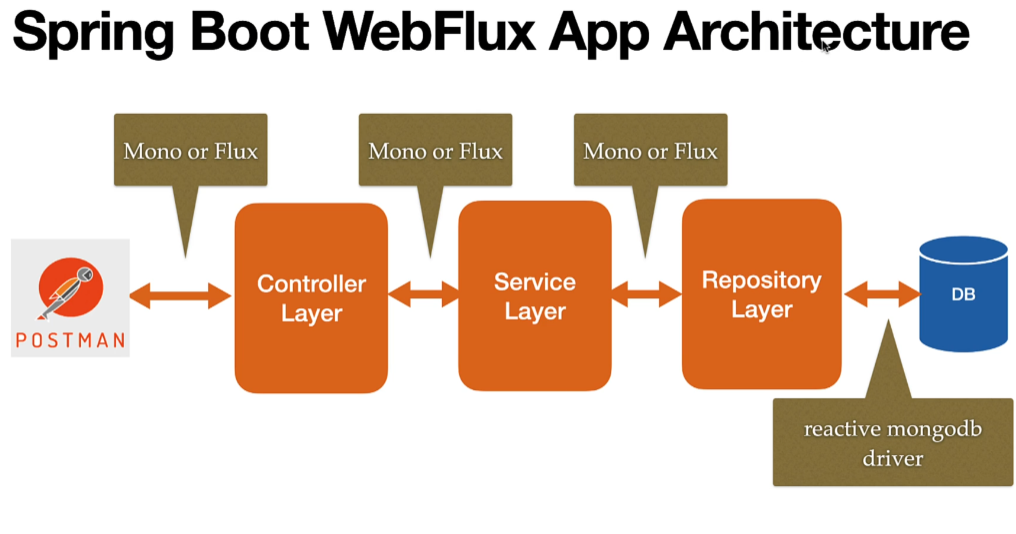 Spring Boot WebFlux App Architecture
Mono or Flux
Mono or Flux
Mono or Flux
POSTMAN
Controller
Layer
Service
Layer
Repository
Layer
DB
reactive mongodb
driver